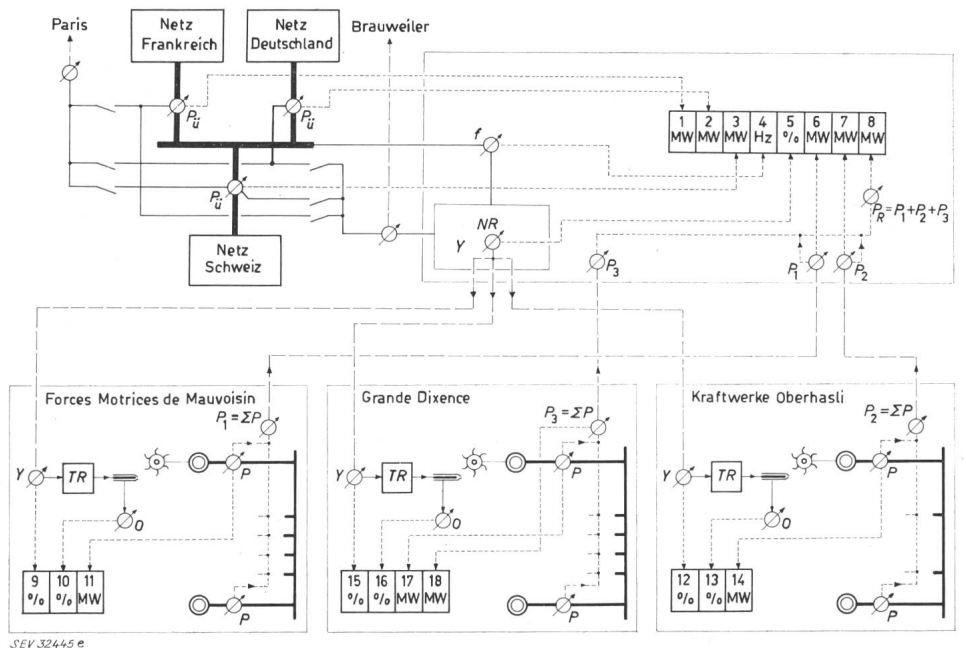 Paris
Netz
Frankreich
Netz
Deutschland
Brauweiler
Pü
Pü
Pü
Netz
Schweiz
f
NR
Y
1 MW
2 MW
3 MW
4 Hz
5 %
6 MW
7 MW
8 MW
PR=P1+P2+P3
P3
P1
P2
Forces Motrices de Mauvoisin
P1=ΣP
Y
TR
O
P
P
9 %
10 %
11 MW
Grande Dixence
P3=ΣP
Y
TR
O
P
P
15 %
16 %
17 MW
18 MW
Kraftwerke Oberhasli
P2=ΣP
Y
TR
O
P
P
12 %
13 %
14 MW
SEV 32445 e